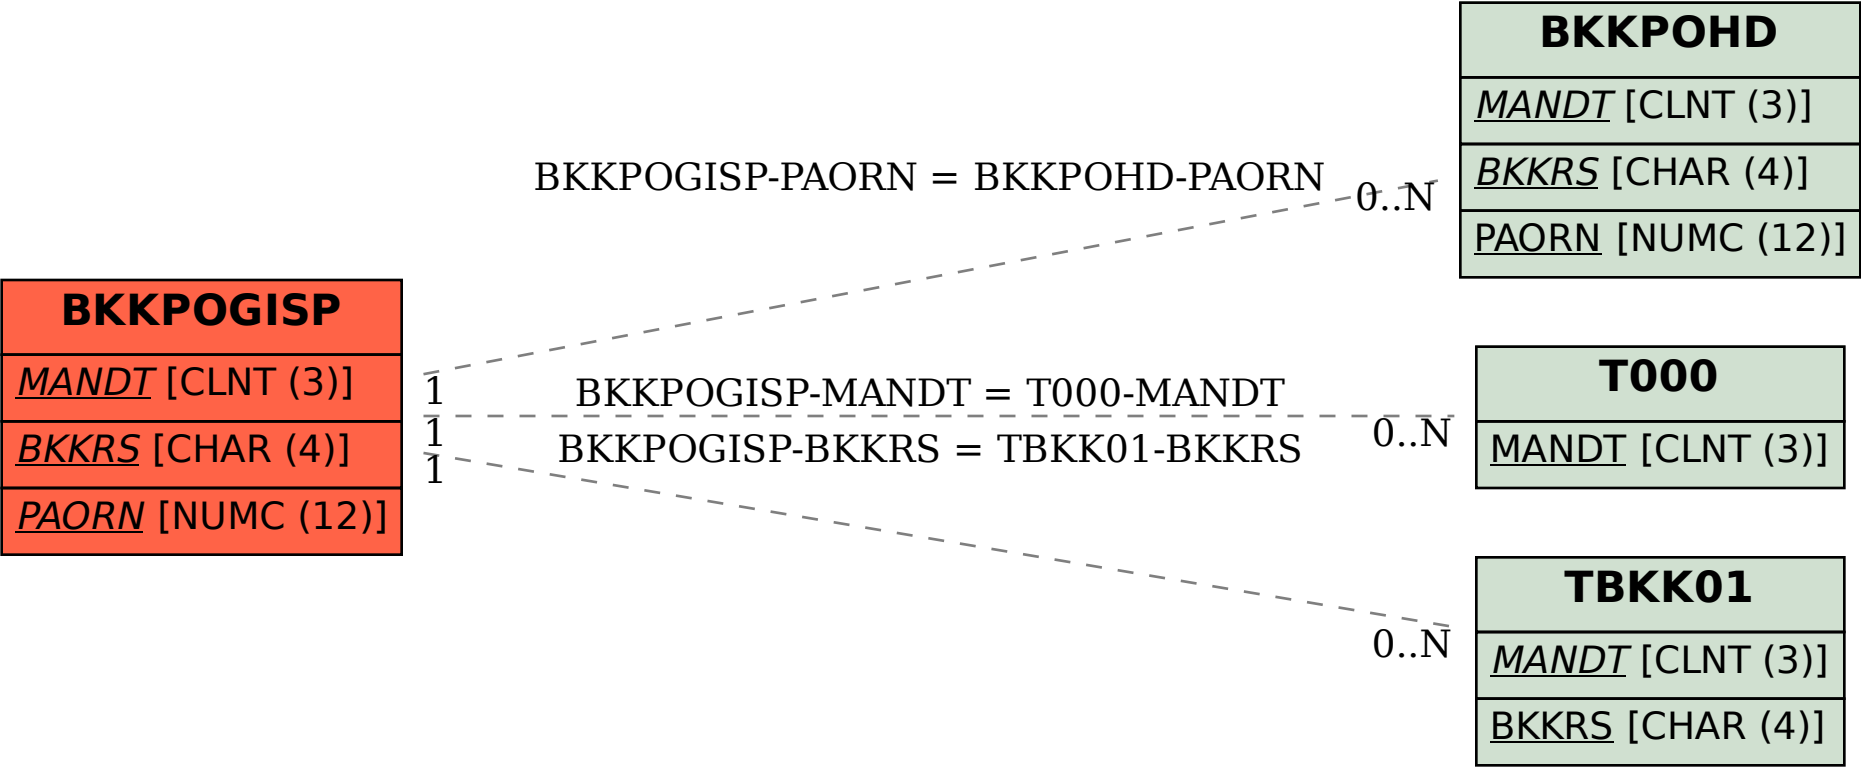 BKKPOHD
MANDT [CLNT (3)]
BKKRS [CHAR (4)]
PAORN [NUMC (12)]
BKKPOGISP-PAORN = BKKPOHD-PAORN
0..N
BKKPOGISP
MANDT [CLNT (3)]
BKKRS [CHAR (4)]
PAORN [NUMC (12)]
1
BKKPOGISP-MANDT = T000-MANDT
1
0..N
BKKPOGISP-BKKRS = TBKK01-BKKRS
1
0..N
T000
MANDT [CLNT (3)]
TBKK01
MANDT [CLNT (3)]
BKKRS [CHAR (4)]